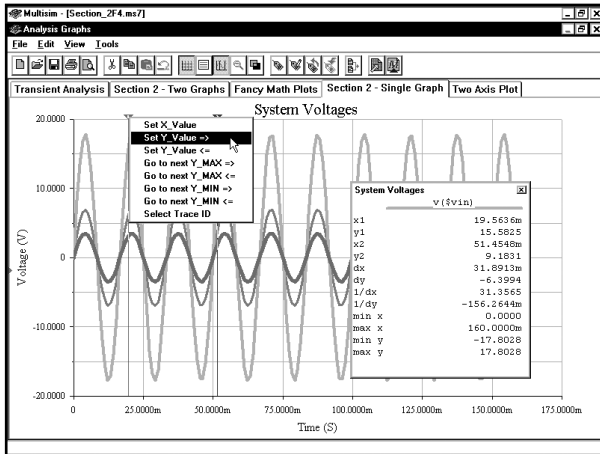 Multisim - [Section_2F4.ms7]
Analysis Graphs
File Edit View Tools
Transient Analysis Section 2 - Two Graphs Fancy Math Plots Section 2 - Single Graph Two Axis Plot
System Voltages
Set X_Value
Set Y_Value =>
Set Y_Value <=
Go to next Y_MAX =>
Go to next Y_MAX <=
Go to next Y_MIN =>
Go to next Y_MIN <=
Select Trace ID
System Voltages
v($vin)
x1 19.5636m
y1 15.5825
x2 51.4548m
y2 9.1831
dx 31.8913m
dy -6.3994
1/dx 31.3565
1/dy -156.2644m
min x 0.0000
max x 160.0000m
min y -17.8028
max y 17.8028
Voltage (V)
20.0000
10.0000
0
-10.0000
-20.0000
0 25.0000m 50.0000m 75.0000m 100.0000m 125.0000m 150.0000m 175.0000m
Time (S)